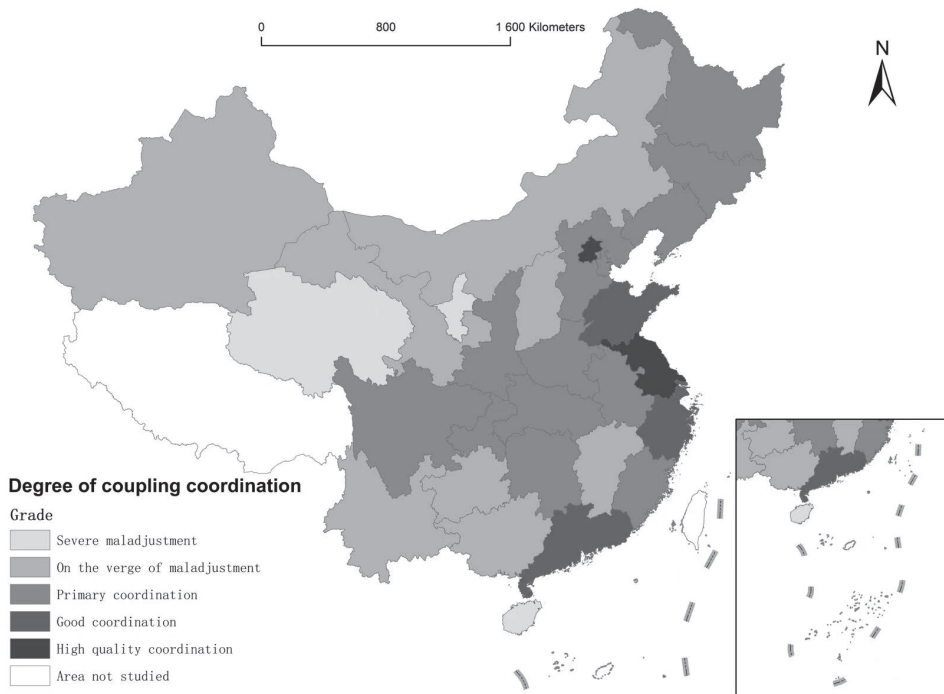 0 800 1 600 Kilometers
N
Degree of coupling coordination
Grade
Severe maladjustment
On the verge of maladjustment
Primary coordination
Good coordination
High quality coordination
Area not studied